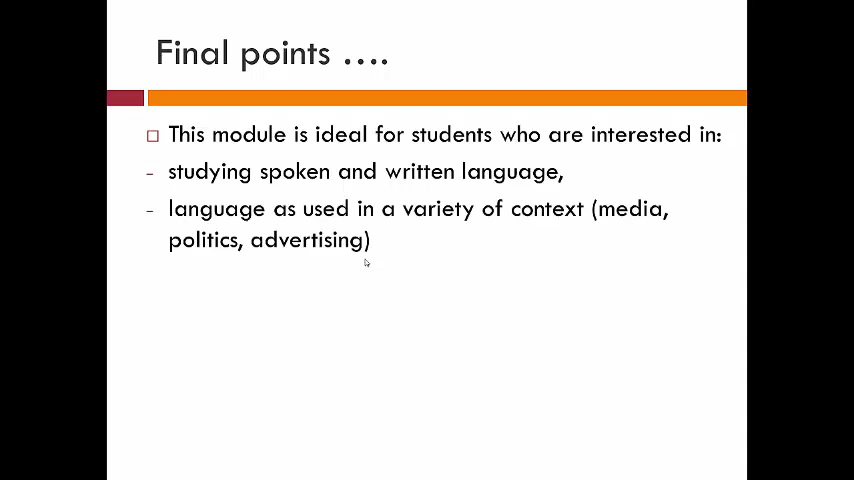 Final points ....
This module is ideal for students who are interested in:
- studying spoken and written language,
- language as used in a variety of context (media,
politics, advertising)